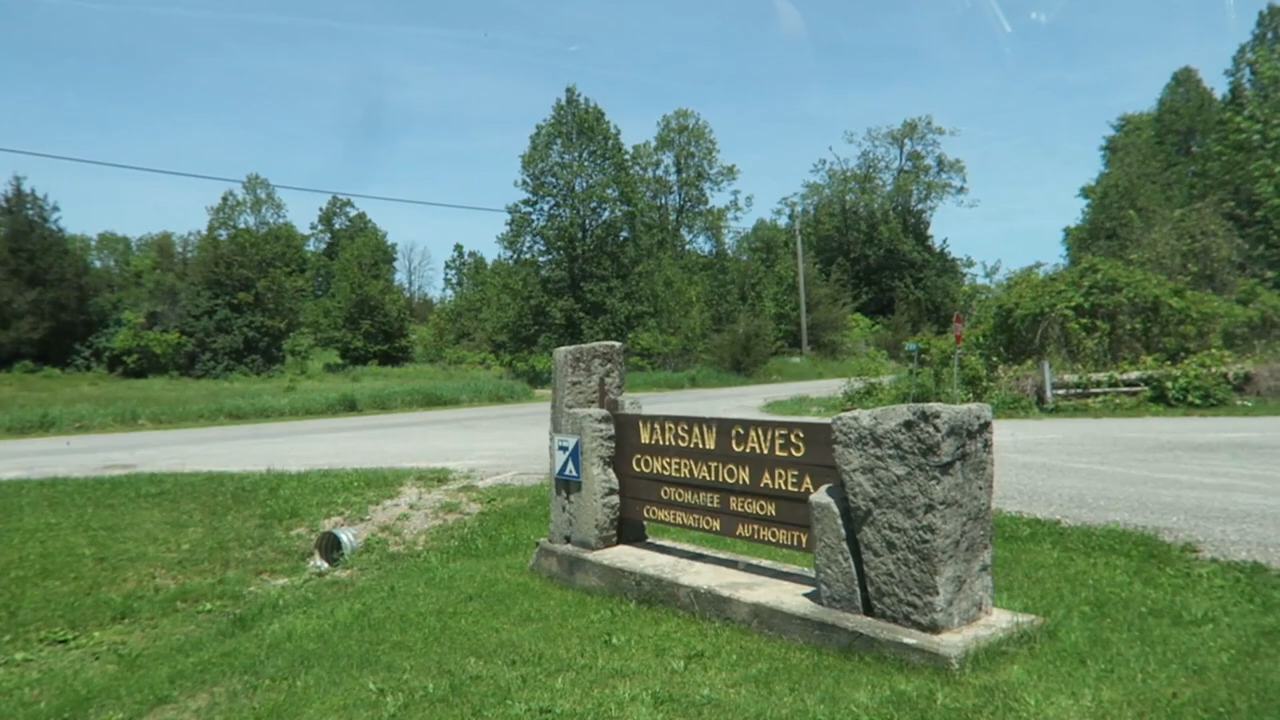 WARSAW CAVES
CONSERVATION AREA
OTONABEE REGION
CONSERVATION AUTHORITY